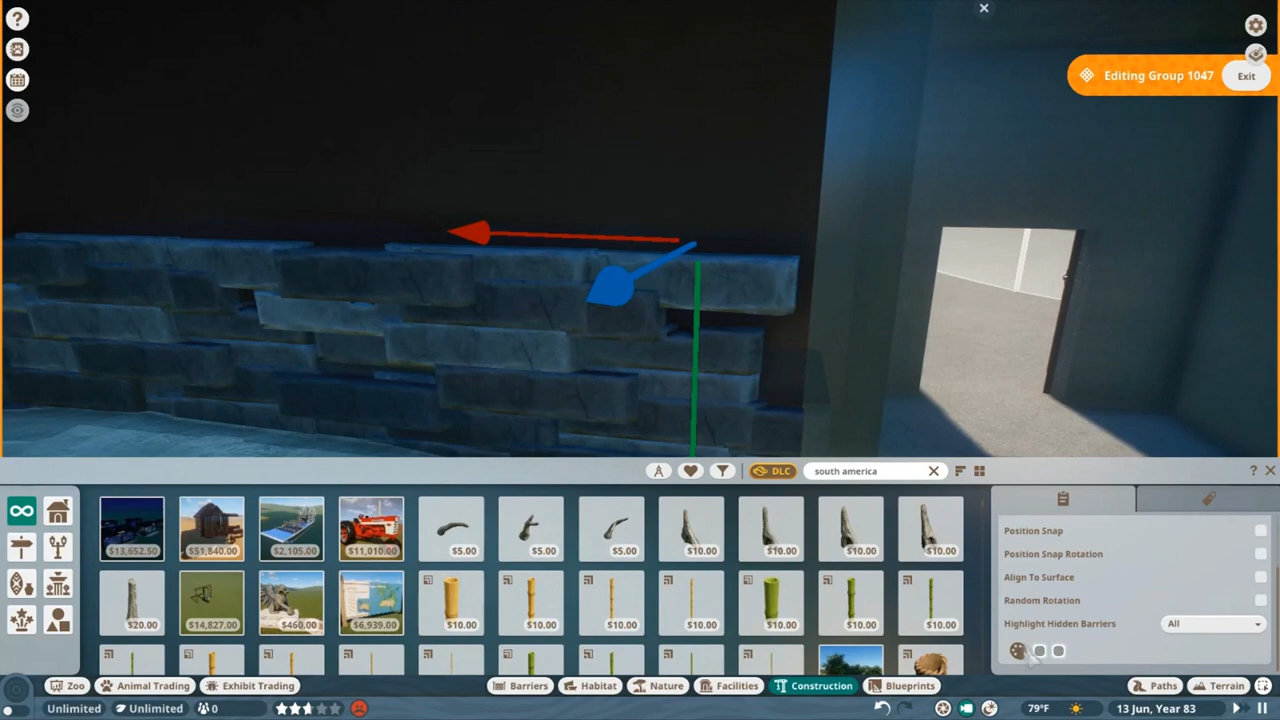 Editing Group 1047
Exit
DLC
south america
$13,652.50
$51,840.00
$2,105.00
$11,010.00
$5.00
$5.00
$5.00
$10.00
$10.00
$10.00
$10.00
Position Snap
Position Snap Rotation
Align To Surface
Random Rotation
Highlight Hidden Barriers
All
$20.00
$14,827.00
$460.00
$6,939.00
$10.00
$10.00
$10.00
$10.00
$10.00
$10.00
$10.00
Zoo
Animal Trading
Exhibit Trading
Barriers
Habitat
Nature
Facilities
Construction
Blueprints
Paths
Terrain
Unlimited
Unlimited
0
79°F
13 Jun, Year 83